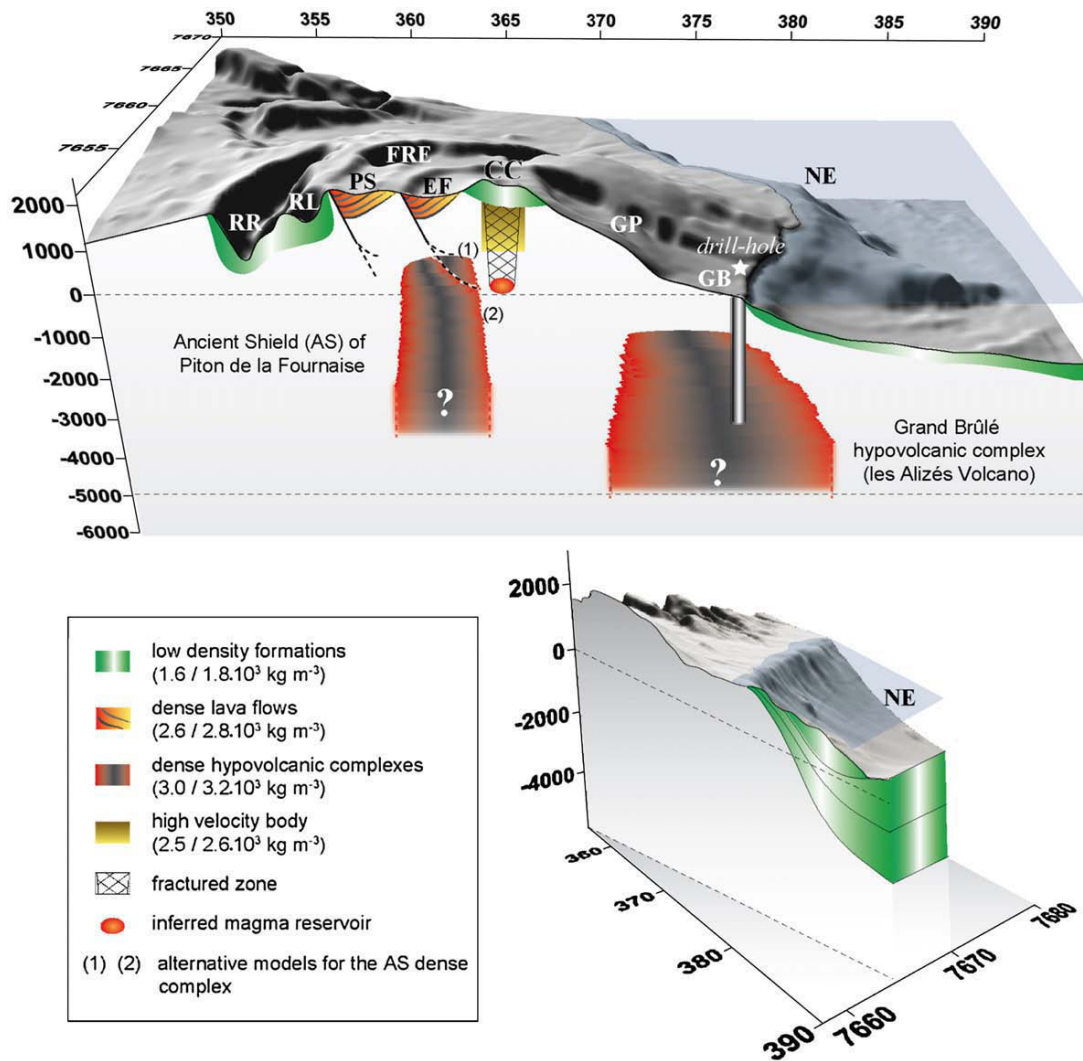 350 355 360 365 370 375 380 385 390
7670
7665
7660
7655
2000
1000
0
-1000
-2000
-3000
-4000
-5000
-6000
RR
RL
PS
FRE
EF
CC
GP
GB
drill-hole
NE
(1)
(2)
?
?
Ancient Shield (AS) of
Piton de la Fournaise
Grand Brûlé
hypovolcanic complex
(les Alizés Volcano)
low density formations
(1.6 / 1.8.10³ kg m⁻³)
dense lava flows
(2.6 / 2.8.10³ kg m⁻³)
dense hypovolcanic complexes
(3.0 / 3.2.10³ kg m⁻³)
high velocity body
(2.5 / 2.6.10³ kg m⁻³)
fractured zone
inferred magma reservoir
(1) (2) alternative models for the AS dense
complex
2000
0
-2000
-4000
NE
360
370
380
390
7660
7670
7680